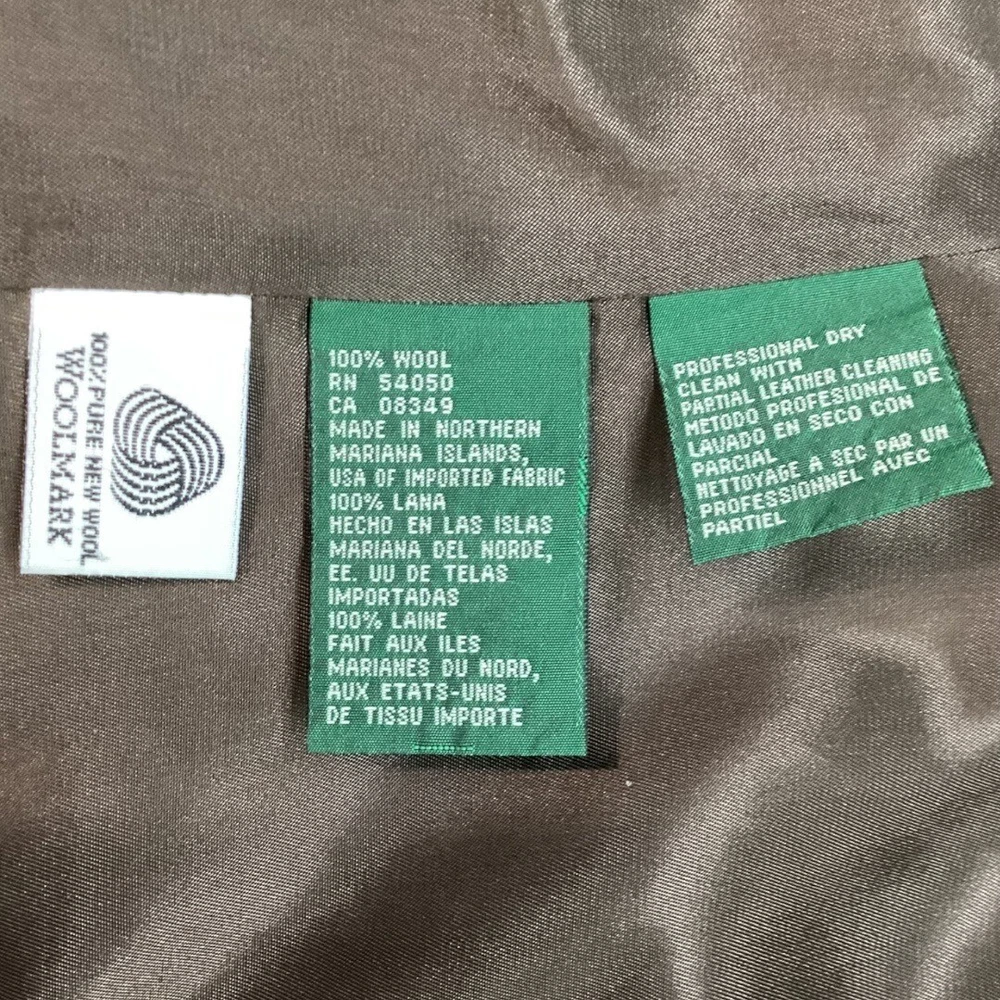 100% PURE NEW WOOL
WOOLMARK
100% WOOL
RN 54050
CA 08349
MADE IN NORTHERN
MARIANA ISLANDS,
USA OF IMPORTED FABRIC
100% LANA
HECHO EN LAS ISLAS
MARIANA DEL NORDE,
EE. UU DE TELAS
IMPORTADAS
100% LAINE
FAIT AUX ILES
MARIANES DU NORD,
AUX ETATS-UNIS
DE TISSU IMPORTE
PROFESSIONAL DRY
CLEAN WITH
PARTIAL LEATHER CLEANING
METODO PROFESIONAL DE
LAVADO EN SECO CON
PARCIAL
NETTOYAGE A SEC PAR UN
PROFESSIONNEL AVEC
PARTIEL